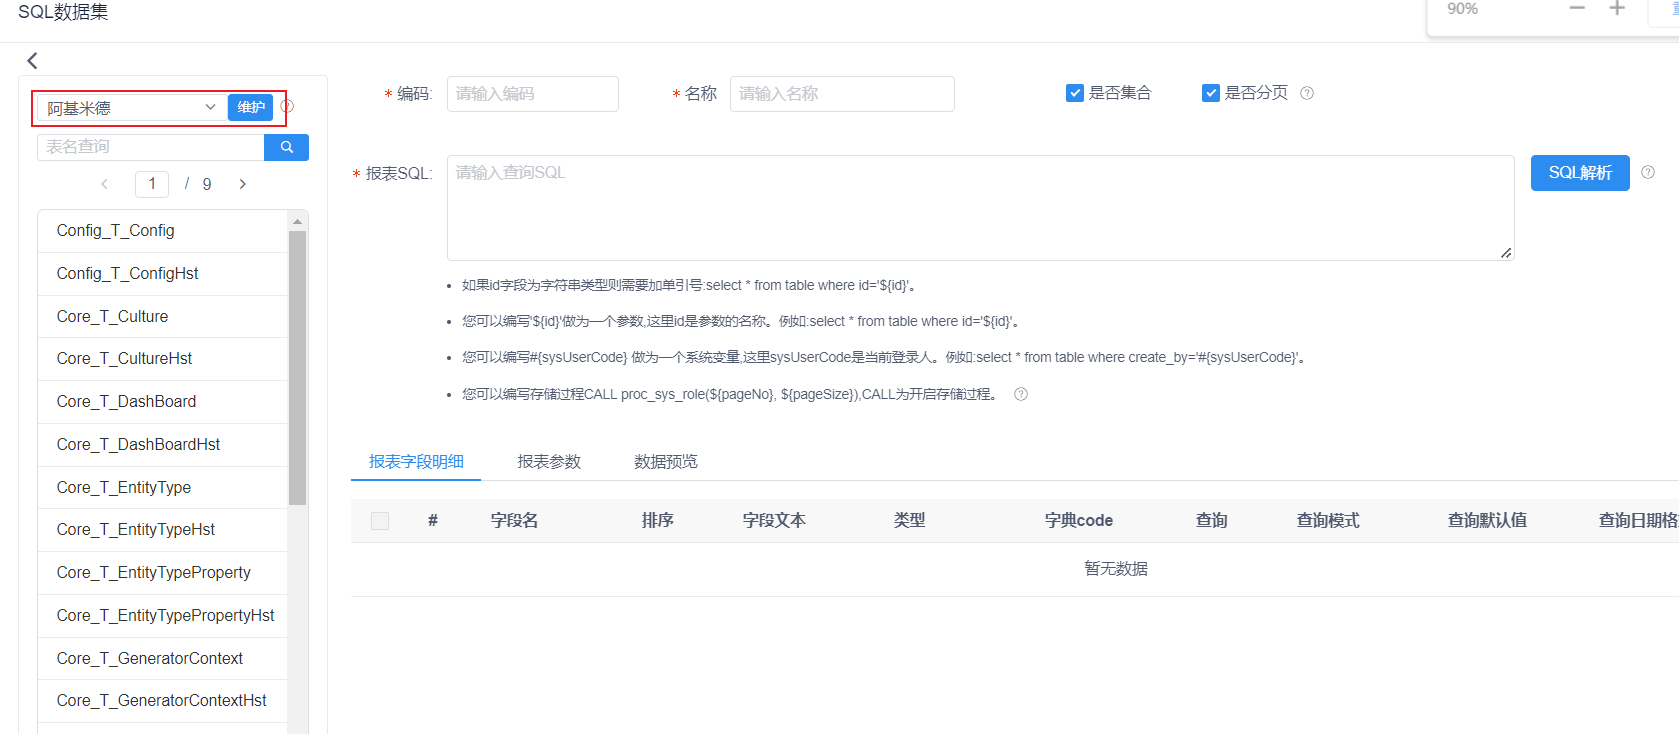 SQL数据集
90%
阿基米德
维护
表名查询
1 / 9
Config_T_Config
Config_T_ConfigHst
Core_T_Culture
Core_T_CultureHst
Core_T_DashBoard
Core_T_DashBoardHst
Core_T_EntityType
Core_T_EntityTypeHst
Core_T_EntityTypeProperty
Core_T_EntityTypePropertyHst
Core_T_GeneratorContext
Core_T_GeneratorContextHst
* 编码: 请输入编码
* 名称 请输入名称
是否集合
是否分页
* 报表SQL: 请输入查询SQL
SQL解析
• 如果id字段为字符串类型则需要加单引号:select * from table where id='${id}'。
• 您可以编写'${id}'做为一个参数,这里id是参数的名称。例如:select * from table where id='${id}'。
• 您可以编写#{sysUserCode} 做为一个系统变量,这里sysUserCode是当前登录人。例如:select * from table where create_by='#{sysUserCode}'。
• 您可以编写存储过程CALL proc_sys_role(${pageNo}, ${pageSize}),CALL为开启存储过程。
报表字段明细 报表参数 数据预览
# 字段名 排序 字段文本 类型 字典code 查询 查询模式 查询默认值 查询日期格
暂无数据